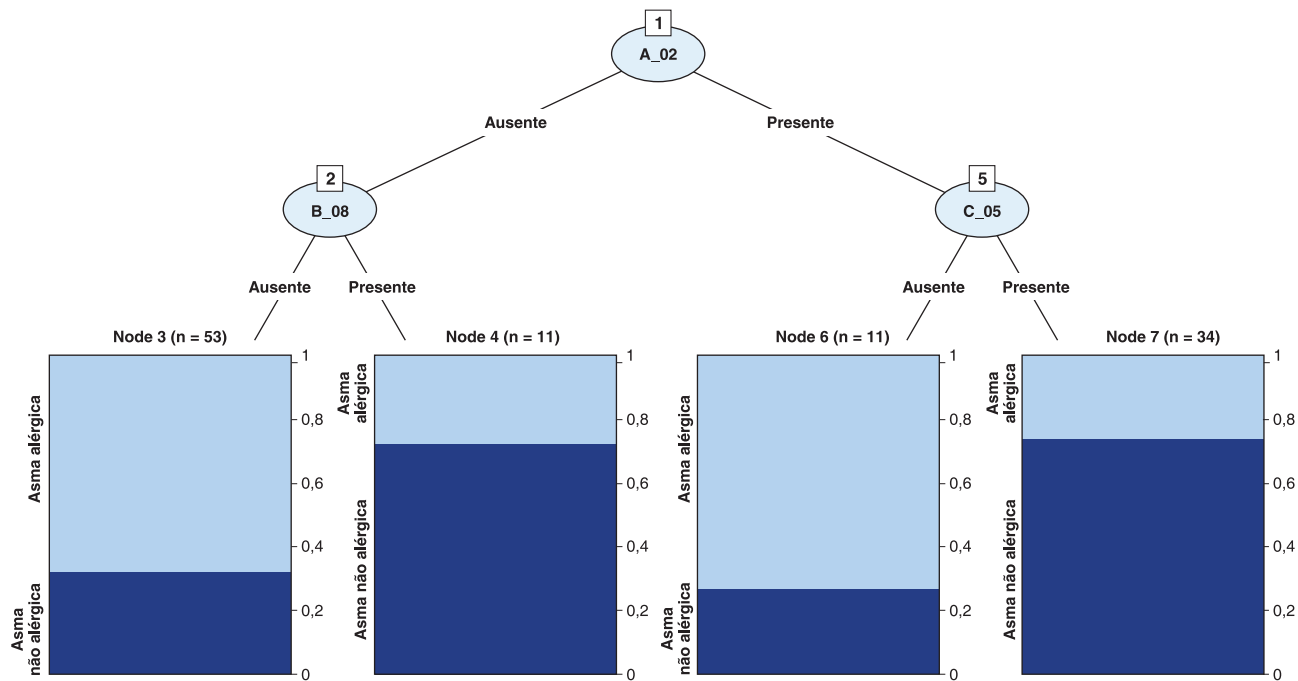 1
A_02
Ausente
Presente
2
B_08
5
C_05
Ausente
Presente
Ausente
Presente
Node 3 (n = 53)
Asma alérgica
Asma
não alérgica
1
0,8
0,6
0,4
0,2
0
Node 4 (n = 11)
Asma
alérgica
Asma não alérgica
1
0,8
0,6
0,4
0,2
0
Node 6 (n = 11)
Asma alérgica
Asma
não alérgica
1
0,8
0,6
0,4
0,2
0
Node 7 (n = 34)
Asma
alérgica
Asma não alérgica
1
0,8
0,6
0,4
0,2
0